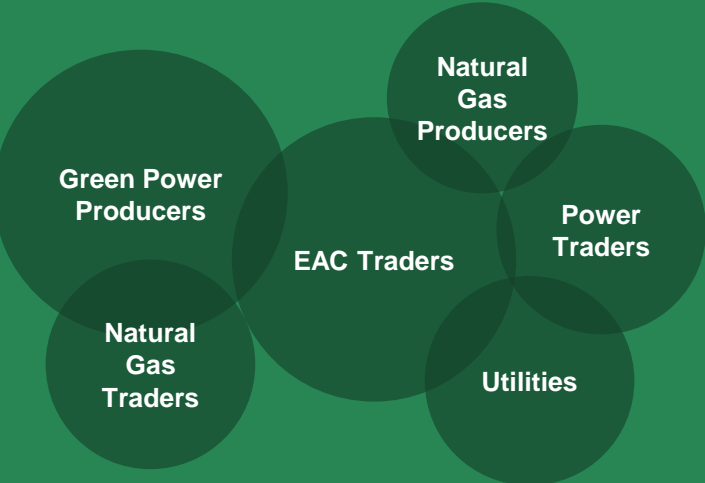 Natural
Gas
Producers
Green Power
Producers
Power
Traders
EAC Traders
Natural
Gas
Traders
Utilities